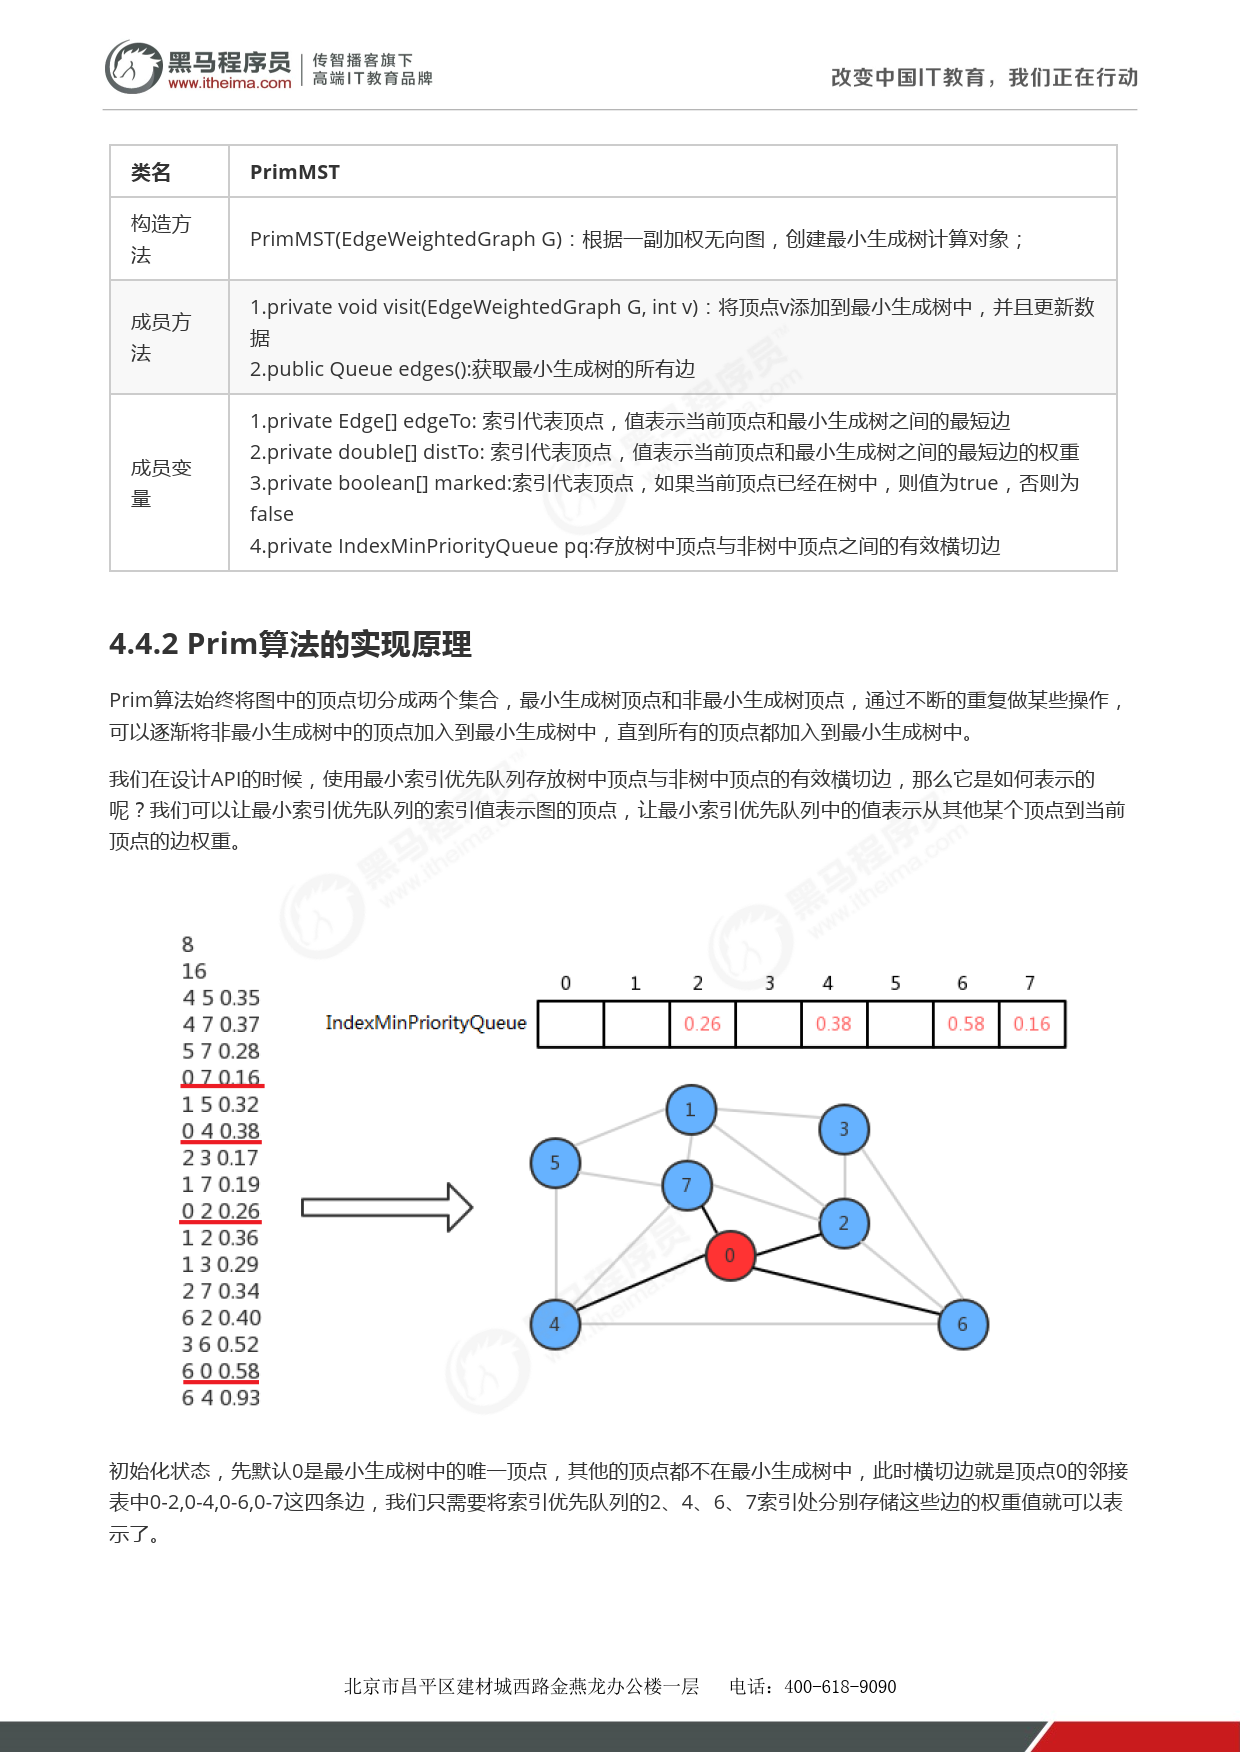 黑马程序员
www.itheima.com
传智播客旗下
高端IT教育品牌
改变中国IT教育，我们正在行动
类名
PrimMST
构造方
法
PrimMST(EdgeWeightedGraph G)：根据一副加权无向图，创建最小生成树计算对象；
成员方
法
1.private void visit(EdgeWeightedGraph G, int v)：将顶点v添加到最小生成树中，并且更新数
据
2.public Queue edges():获取最小生成树的所有边
成员变
量
1.private Edge[] edgeTo: 索引代表顶点，值表示当前顶点和最小生成树之间的最短边
2.private double[] distTo: 索引代表顶点，值表示当前顶点和最小生成树之间的最短边的权重
3.private boolean[] marked:索引代表顶点，如果当前顶点已经在树中，则值为true，否则为
false
4.private IndexMinPriorityQueue pq:存放树中顶点与非树中顶点之间的有效横切边
4.4.2 Prim算法的实现原理
Prim算法始终将图中的顶点切分成两个集合，最小生成树顶点和非最小生成树顶点，通过不断的重复做某些操作，
可以逐渐将非最小生成树中的顶点加入到最小生成树中，直到所有的顶点都加入到最小生成树中。
我们在设计API的时候，使用最小索引优先队列存放树中顶点与非树中顶点的有效横切边，那么它是如何表示的
呢？我们可以让最小索引优先队列的索引值表示图的顶点，让最小索引优先队列中的值表示从其他某个顶点到当前
顶点的边权重。
8
16
4 5 0.35
4 7 0.37
5 7 0.28
0 7 0.16
1 5 0.32
0 4 0.38
2 3 0.17
1 7 0.19
0 2 0.26
1 2 0.36
1 3 0.29
2 7 0.34
6 2 0.40
3 6 0.52
6 0 0.58
6 4 0.93
0 1 2 3 4 5 6 7
IndexMinPriorityQueue 0.26 0.38 0.58 0.16
1
3
5
7
2
0
4
6
初始化状态，先默认0是最小生成树中的唯一顶点，其他的顶点都不在最小生成树中，此时横切边就是顶点0的邻接
表中0-2,0-4,0-6,0-7这四条边，我们只需要将索引优先队列的2、4、6、7索引处分别存储这些边的权重值就可以表
示了。
北京市昌平区建材城西路金燕龙办公楼一层 电话：400-618-9090